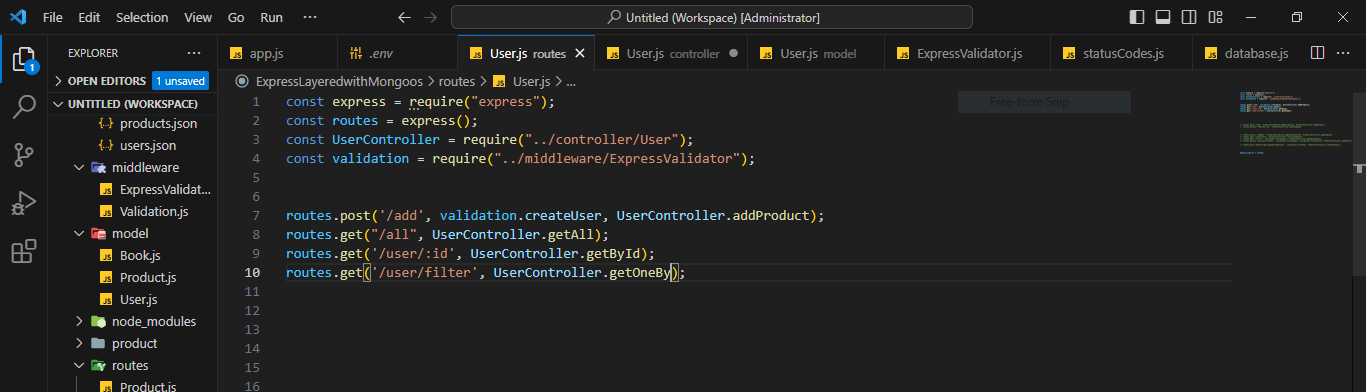 File Edit Selection View Go Run ··· Untitled (Workspace) [Administrator]
EXPLORER ··· app.js .env User.js routes User.js controller User.js model ExpressValidator.js statusCodes.js database.js ···
OPEN EDITORS 1 unsaved
UNTITLED (WORKSPACE)
products.json
users.json
middleware
ExpressValidat...
Validation.js
model
Book.js
Product.js
User.js
node_modules
product
routes
Product.js
1
ExpressLayeredwithMongoos > routes > User.js > ...
Free-form Snip
1 const express = require("express");
2 const routes = express();
3 const UserController = require("../controller/User");
4 const validation = require("../middleware/ExpressValidator");
5
6
7 routes.post('/add', validation.createUser, UserController.addProduct);
8 routes.get("/all", UserController.getAll);
9 routes.get('/user/:id', UserController.getById);
10 routes.get('/user/filter', UserController.getOneBy);
11
12
13
14
15
16